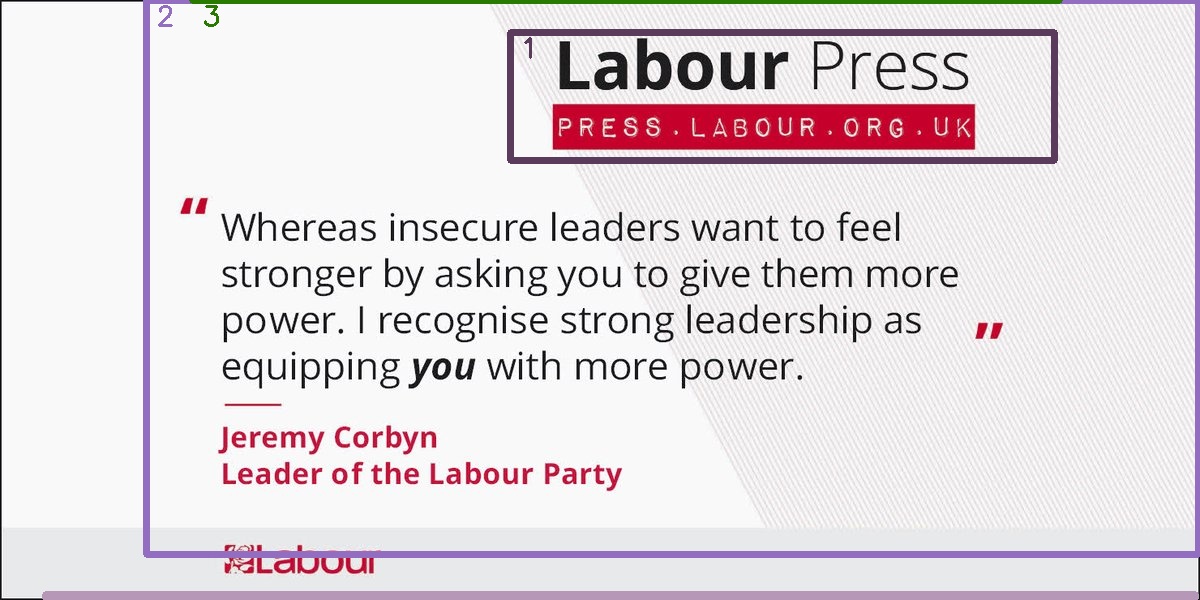 Labour Press
PRESS.LABOUR.ORG.UK
“ Whereas insecure leaders want to feel
stronger by asking you to give them more
power. I recognise strong leadership as
equipping you with more power. ”
Jeremy Corbyn
Leader of the Labour Party
Labour